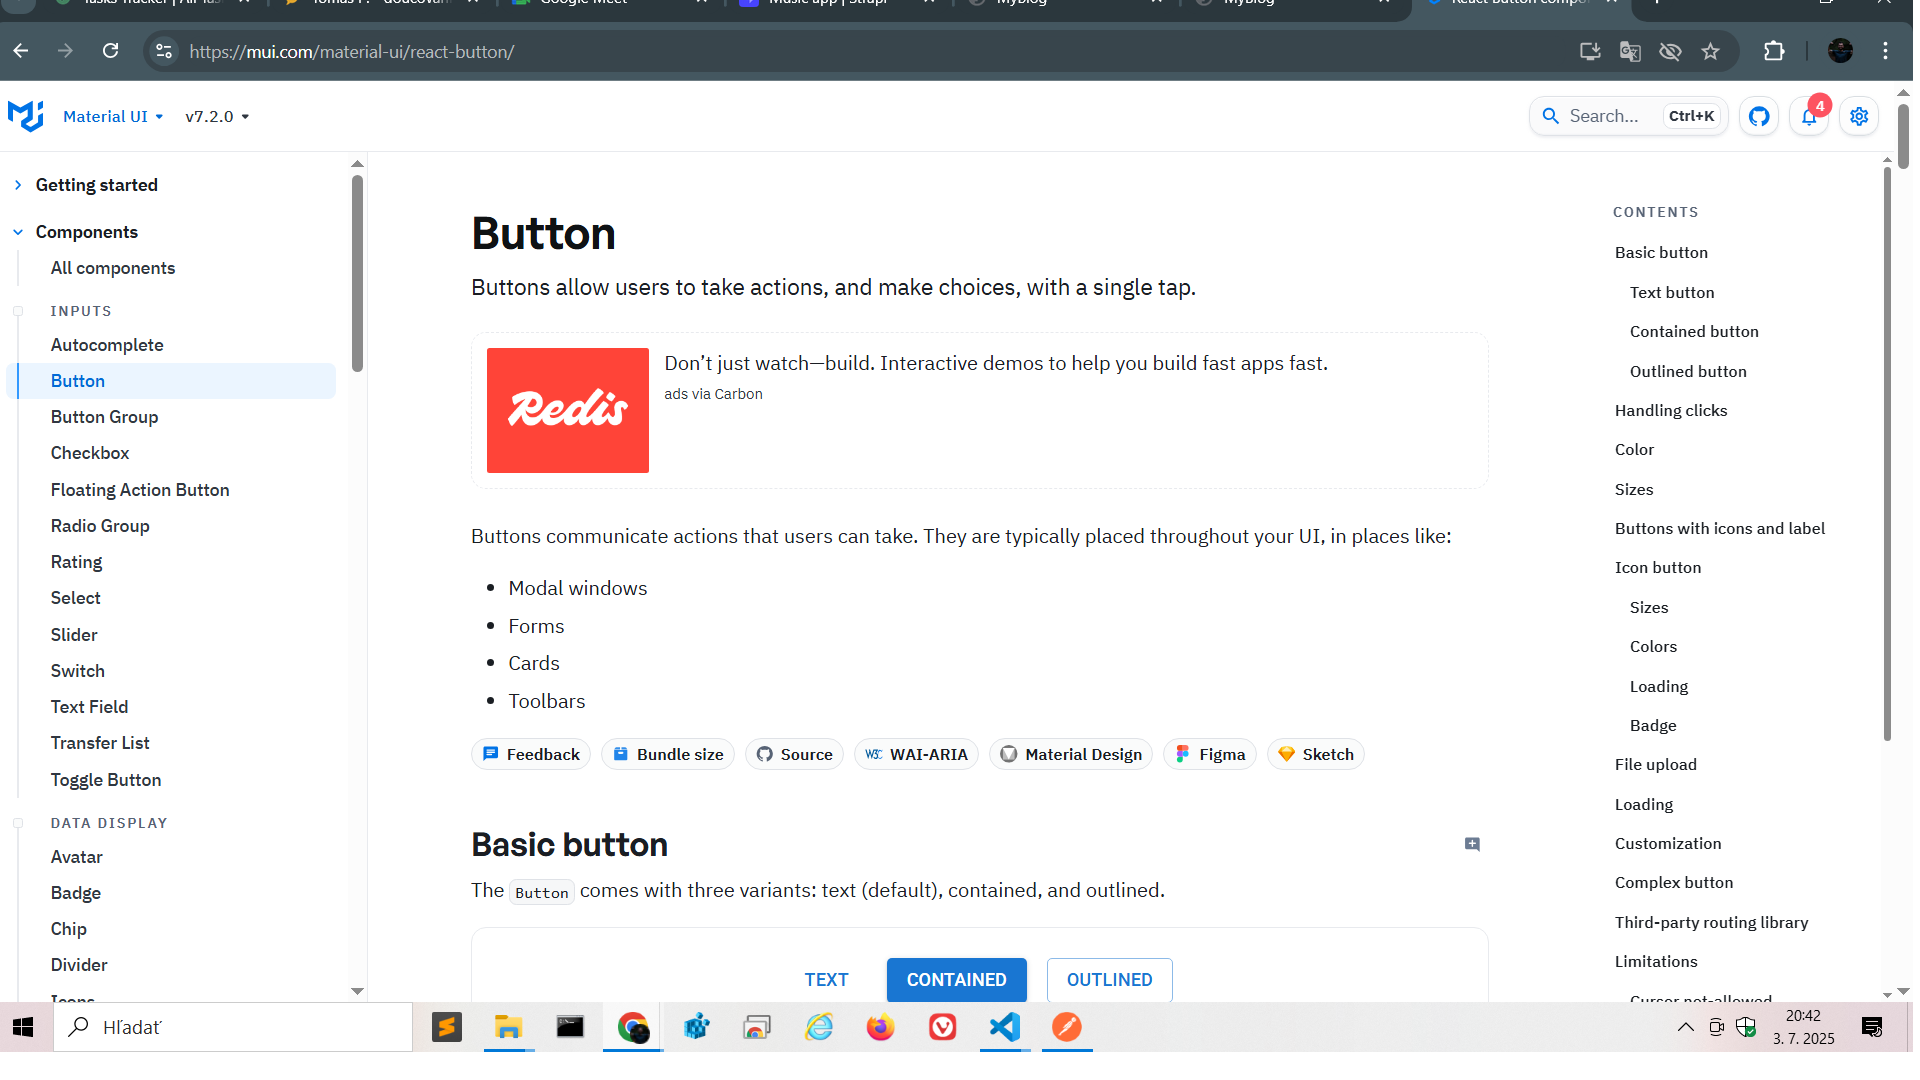 Tasks Tracker | AI
Google Meet
Music app | Strapi
MyBlog
MyBlog
https://mui.com/material-ui/react-button/
Material UI
v7.2.0
Search...
Ctrl+K
4
Getting started
Components
All components
INPUTS
Autocomplete
Button
Button Group
Checkbox
Floating Action Button
Radio Group
Rating
Select
Slider
Switch
Text Field
Transfer List
Toggle Button
DATA DISPLAY
Avatar
Badge
Chip
Divider
Icons
Button
Buttons allow users to take actions, and make choices, with a single tap.
Redis
Don’t just watch—build. Interactive demos to help you build fast apps fast.
ads via Carbon
Buttons communicate actions that users can take. They are typically placed throughout your UI, in places like:
Modal windows
Forms
Cards
Toolbars
Feedback
Bundle size
Source
W3C WAI-ARIA
Material Design
Figma
Sketch
Basic button
The Button comes with three variants: text (default), contained, and outlined.
TEXT
CONTAINED
OUTLINED
CONTENTS
Basic button
Text button
Contained button
Outlined button
Handling clicks
Color
Sizes
Buttons with icons and label
Icon button
Sizes
Colors
Loading
Badge
File upload
Loading
Customization
Complex button
Third-party routing library
Limitations
Cursor not-allowed
Hľadať
20:42
3. 7. 2025